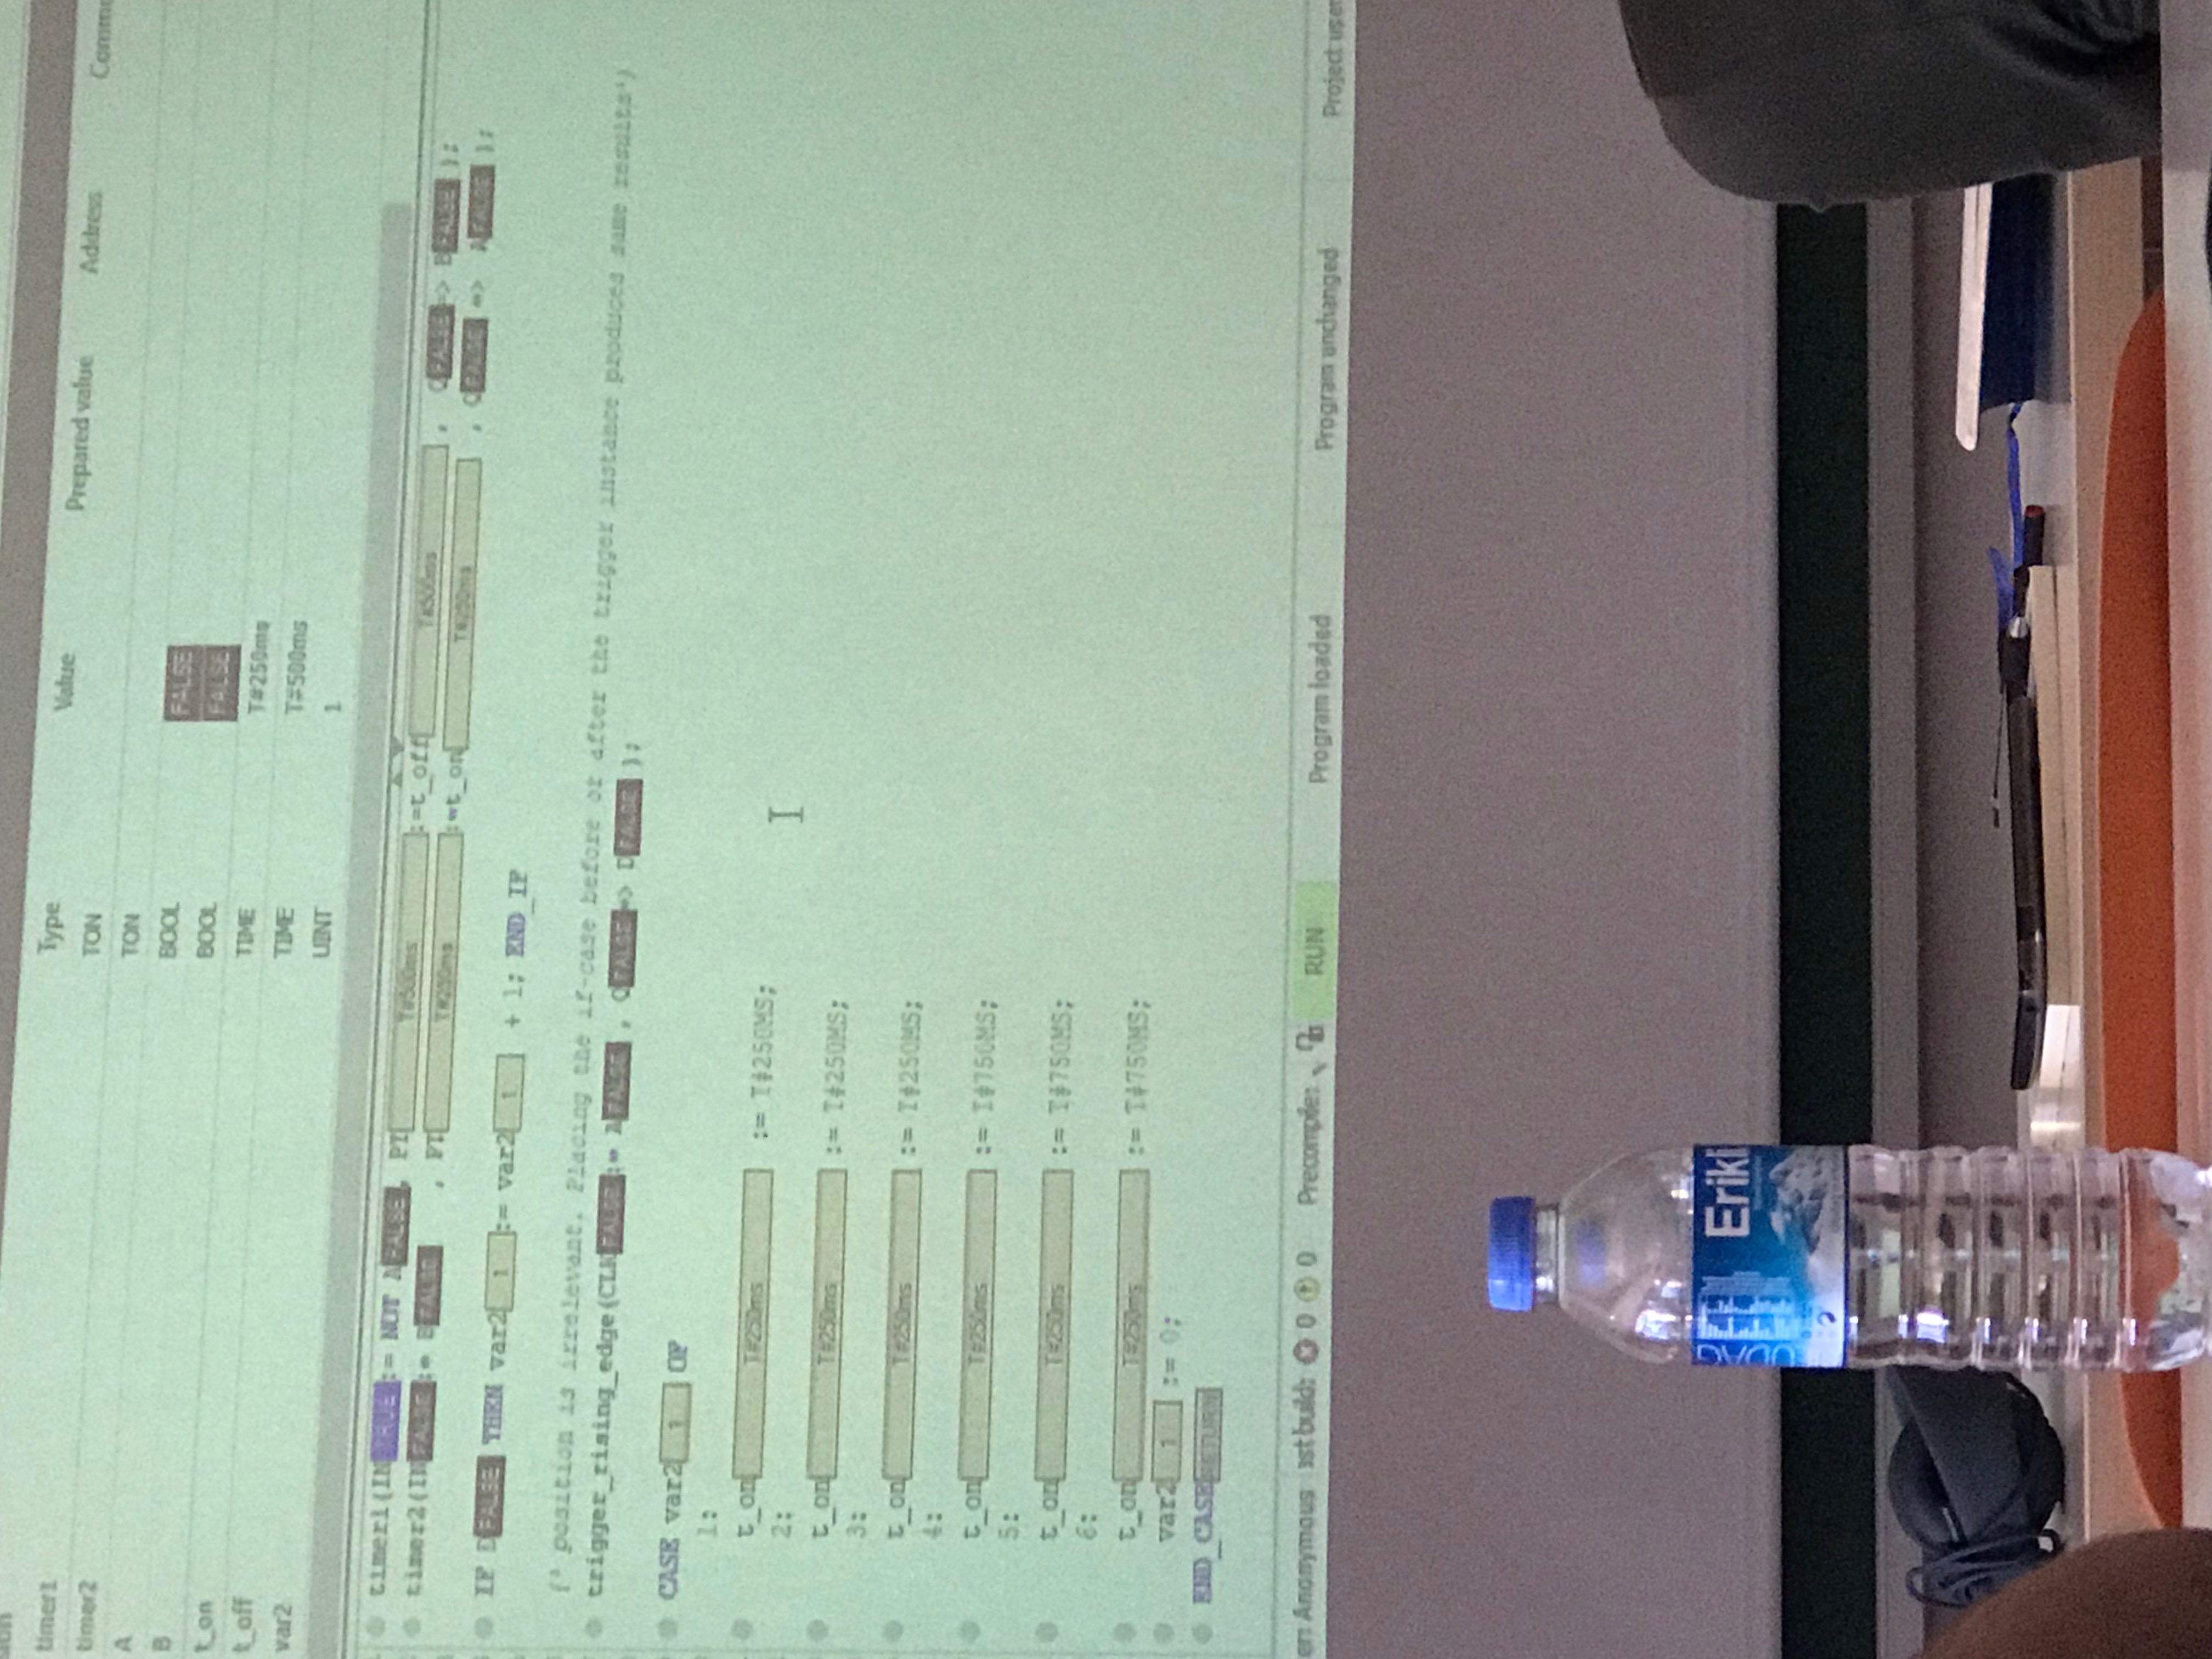 timer1 Type Value Prepared value Address
timer2 TON
A TON
B BOOL FALSE
t_on BOOL FALSE
t_off TIME T#250ms
var2 TIME T#500ms
UINT 1
timer1(IN TRUE := NOT A FALSE , PT T#500ms :=t_off T#500ms , Q FALSE => B FALSE );
timer2(IN FALSE := B FALSE , PT T#250ms :=t_on T#250ms , Q FALSE => A FALSE );
IF D FALSE THEN var2 1 := var2 1 + 1; END_IF
(* position is irrelevant. Placing the if-case before or after the trigger instance produces same results*)
trigger_rising_edge(CLK FALSE := A FALSE , Q FALSE => D FALSE );
CASE var2 1 OF
1:
t_on T#250ms := T#250MS;
2:
t_on T#250ms := T#250MS;
3:
t_on T#250ms := T#250MS;
4:
t_on T#250ms := T#750MS;
5:
t_on T#250ms := T#750MS;
6:
t_on T#250ms := T#750MS;
var2 1 := 0;
END_CASE RETURN
Anonymous build: 0 0 Precompile: RUN Program loaded Program unchanged Project
Erikli